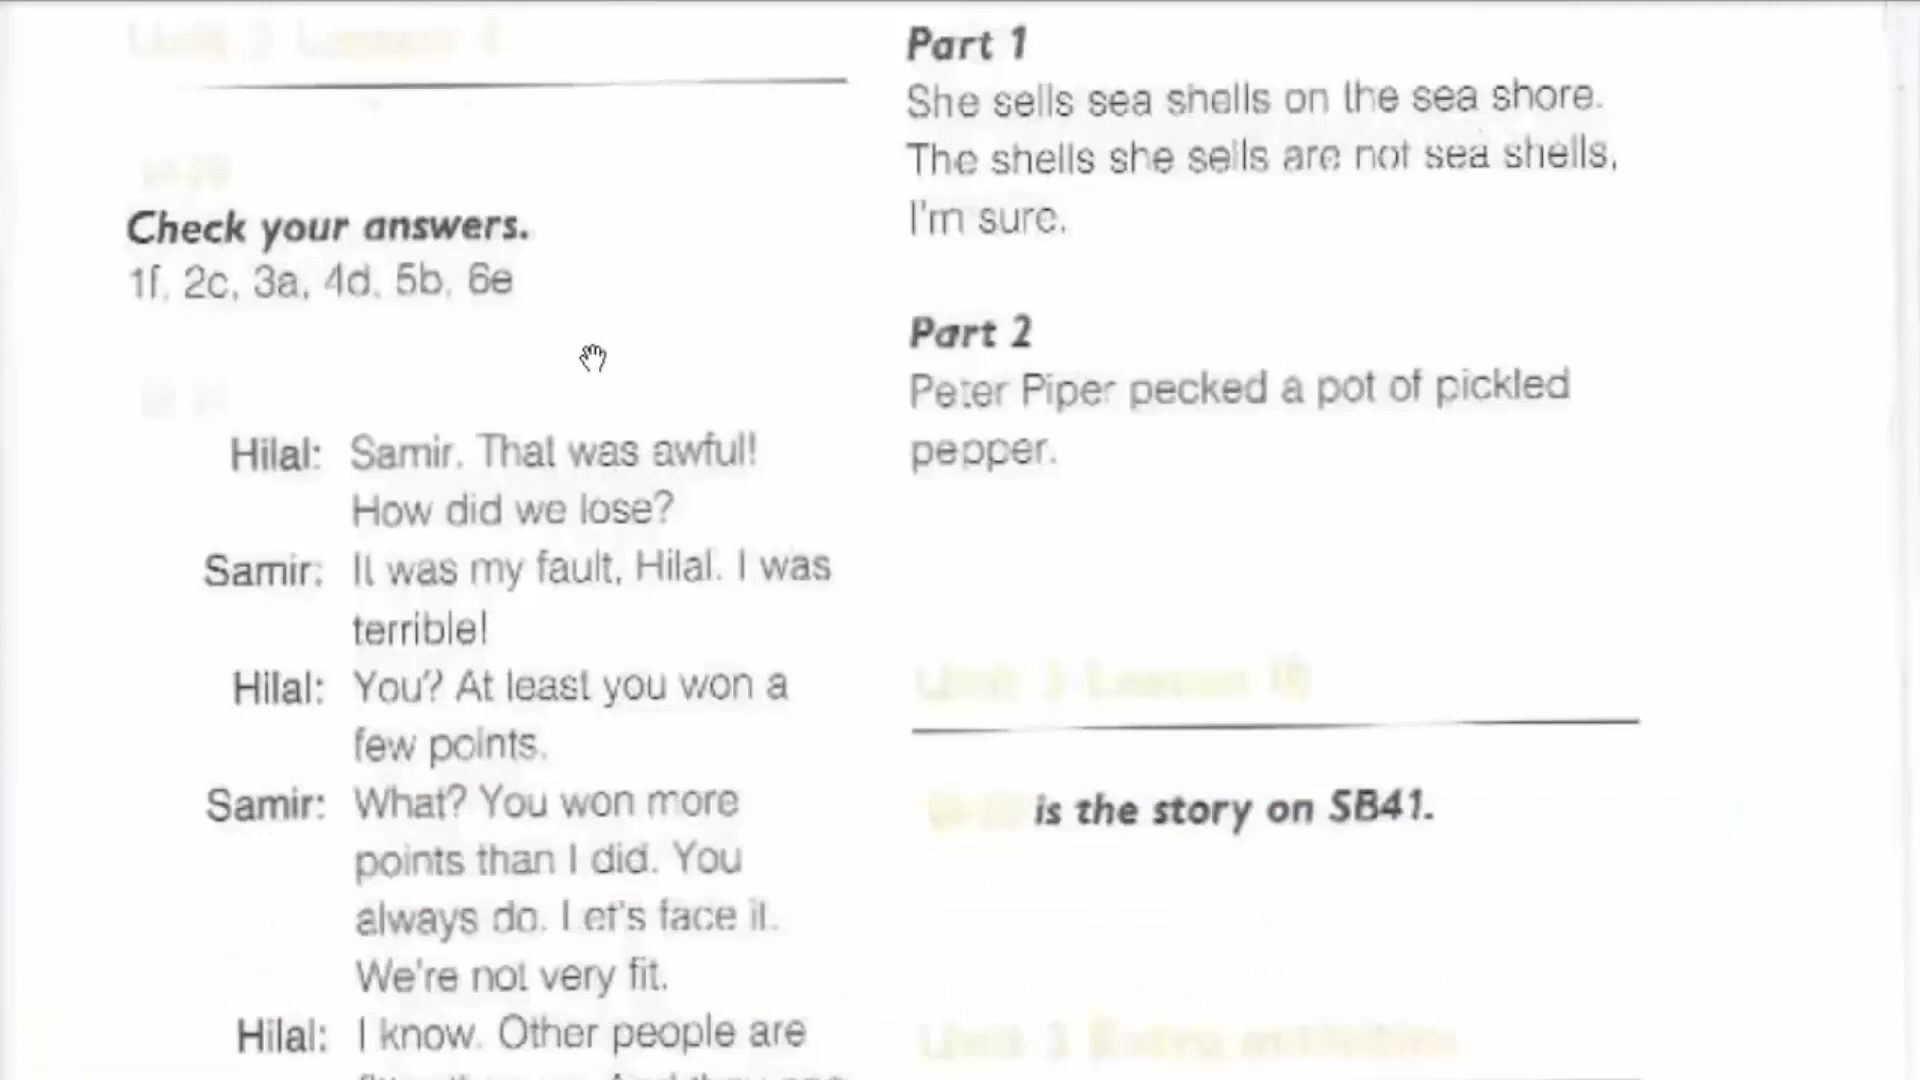 Check your answers.
1f, 2c, 3a, 4d, 5b, 6e
Hilal: Samir. That was awful!
How did we lose?
Samir: It was my fault, Hilal. I was
terrible!
Hilal: You? At least you won a
few points.
Samir: What? You won more
points than I did. You
always do. Let's face it.
We're not very fit.
Hilal: I know. Other people are
Part 1
She sells sea shells on the sea shore.
The shells she sells are not sea shells,
I'm sure.
Part 2
Peter Piper pecked a pot of pickled
pepper.
Unit 3 Lesson
is the story on SB41.
Unit 3 Extra activities